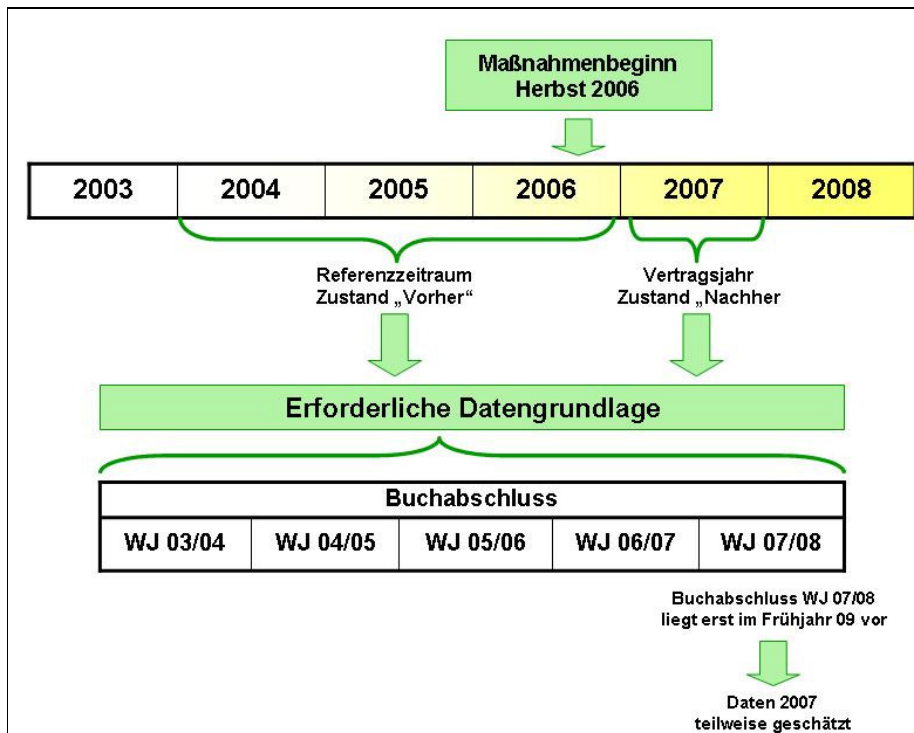 Maßnahmenbeginn
Herbst 2006
2003 2004 2005 2006 2007 2008
Referenzzeitraum
Zustand „Vorher“
Vertragsjahr
Zustand „Nachher
Erforderliche Datengrundlage
Buchabschluss
WJ 03/04 WJ 04/05 WJ 05/06 WJ 06/07 WJ 07/08
Buchabschluss WJ 07/08
liegt erst im Frühjahr 09 vor
Daten 2007
teilweise geschätzt